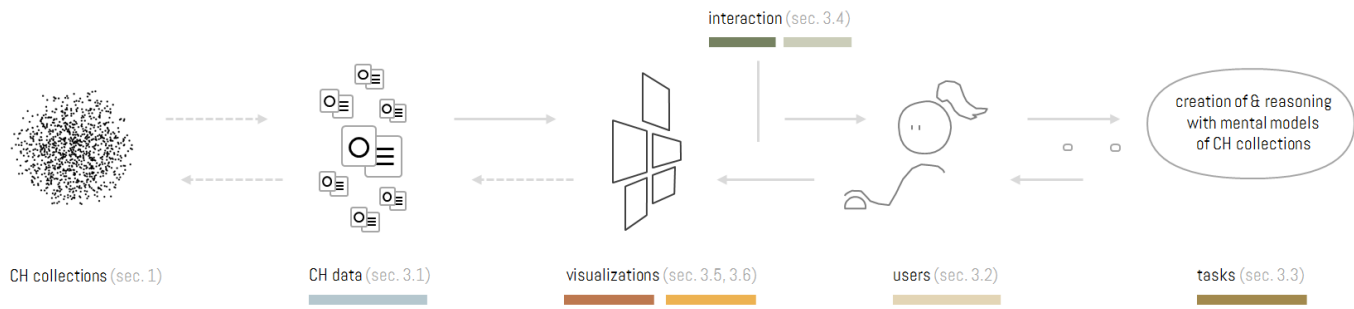 interaction (sec. 3.4)
creation of & reasoning
with mental models
of CH collections
CH collections (sec. 1)
CH data (sec. 3.1)
visualizations (sec. 3.5, 3.6)
users (sec. 3.2)
tasks (sec. 3.3)